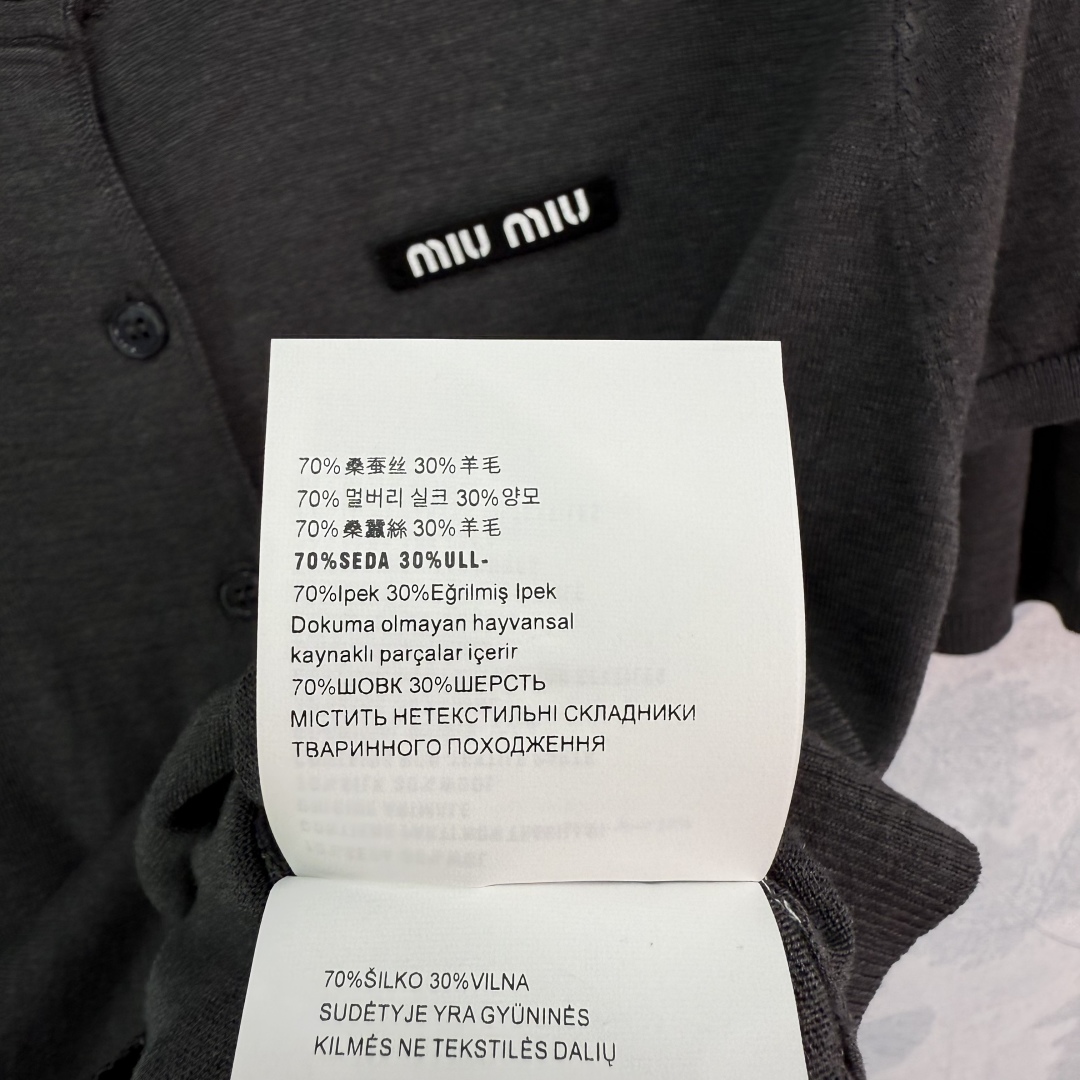 miu miu
70%桑蚕丝 30%羊毛
70% 멀버리 실크 30%양모
70%桑蠶絲 30%羊毛
70%SEDA 30%ULL-
70%Ipek 30%Eğrilmiş Ipek
Dokuma olmayan hayvansal
kaynaklı parçalar içerir
70%ШОВК 30%ШЕРСТЬ
МІСТИТЬ НЕТЕКСТИЛЬНІ СКЛАДНИКИ
ТВАРИННОГО ПОХОДЖЕННЯ
70%ŠILKO 30%VILNA
SUDĖTYJE YRA GYÜNINĖS
KILMĖS NE TEKSTILĖS DALIŲ